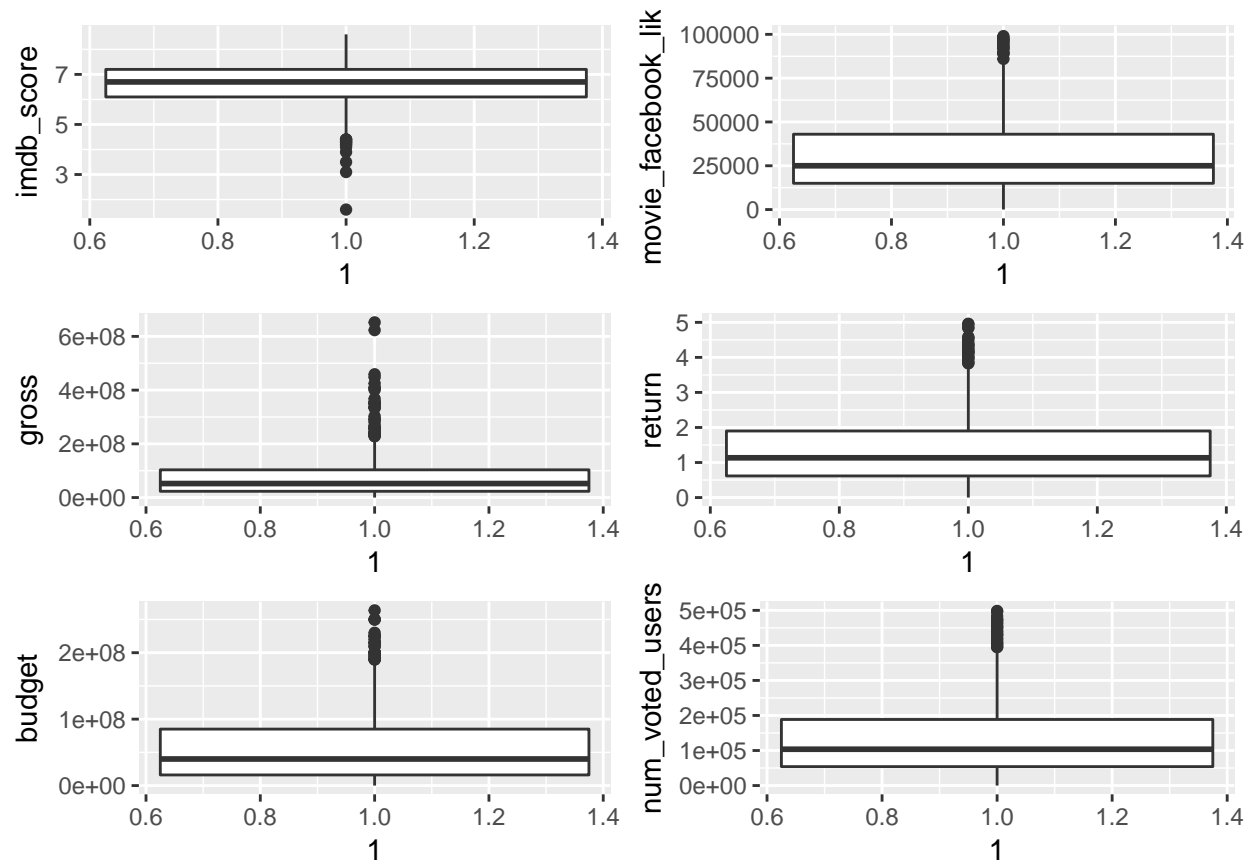 imdb_score
7
5
3
0.6 0.8 1.0 1.2 1.4
1
movie_facebook_lik
100000
75000
50000
25000
0
0.6 0.8 1.0 1.2 1.4
1
gross
6e+08
4e+08
2e+08
0e+00
0.6 0.8 1.0 1.2 1.4
1
return
5
4
3
2
1
0
0.6 0.8 1.0 1.2 1.4
1
budget
2e+08
1e+08
0e+00
0.6 0.8 1.0 1.2 1.4
1
num_voted_users
5e+05
4e+05
3e+05
2e+05
1e+05
0e+00
0.6 0.8 1.0 1.2 1.4
1